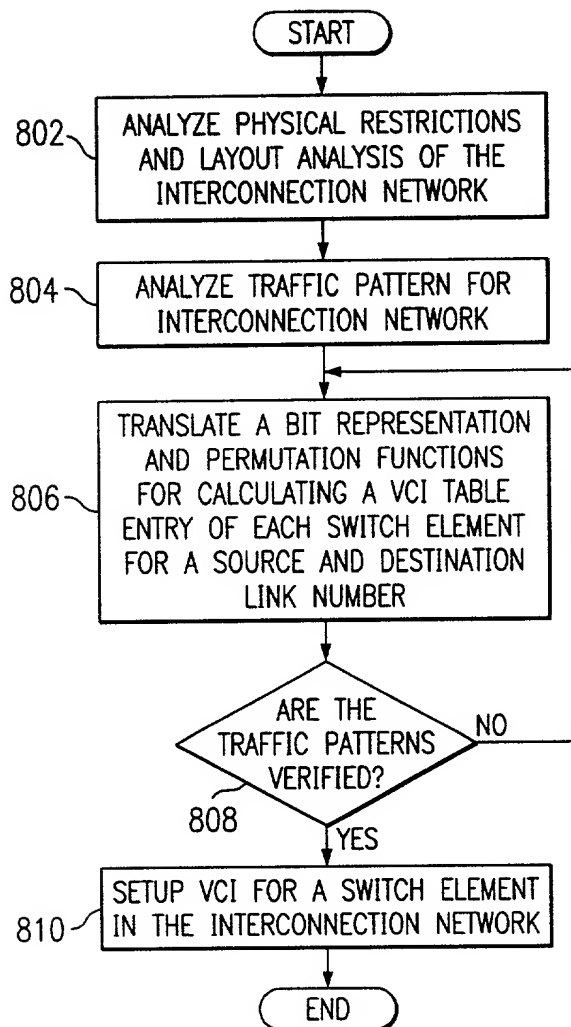 START
802
ANALYZE PHYSICAL RESTRICTIONS
AND LAYOUT ANALYSIS OF THE
INTERCONNECTION NETWORK
804
ANALYZE TRAFFIC PATTERN FOR
INTERCONNECTION NETWORK
806
TRANSLATE A BIT REPRESENTATION
AND PERMUTATION FUNCTIONS
FOR CALCULATING A VCI TABLE
ENTRY OF EACH SWITCH ELEMENT
FOR A SOURCE AND DESTINATION
LINK NUMBER
ARE THE
TRAFFIC PATTERNS
VERIFIED?
NO
808
YES
810
SETUP VCI FOR A SWITCH ELEMENT
IN THE INTERCONNECTION NETWORK
END